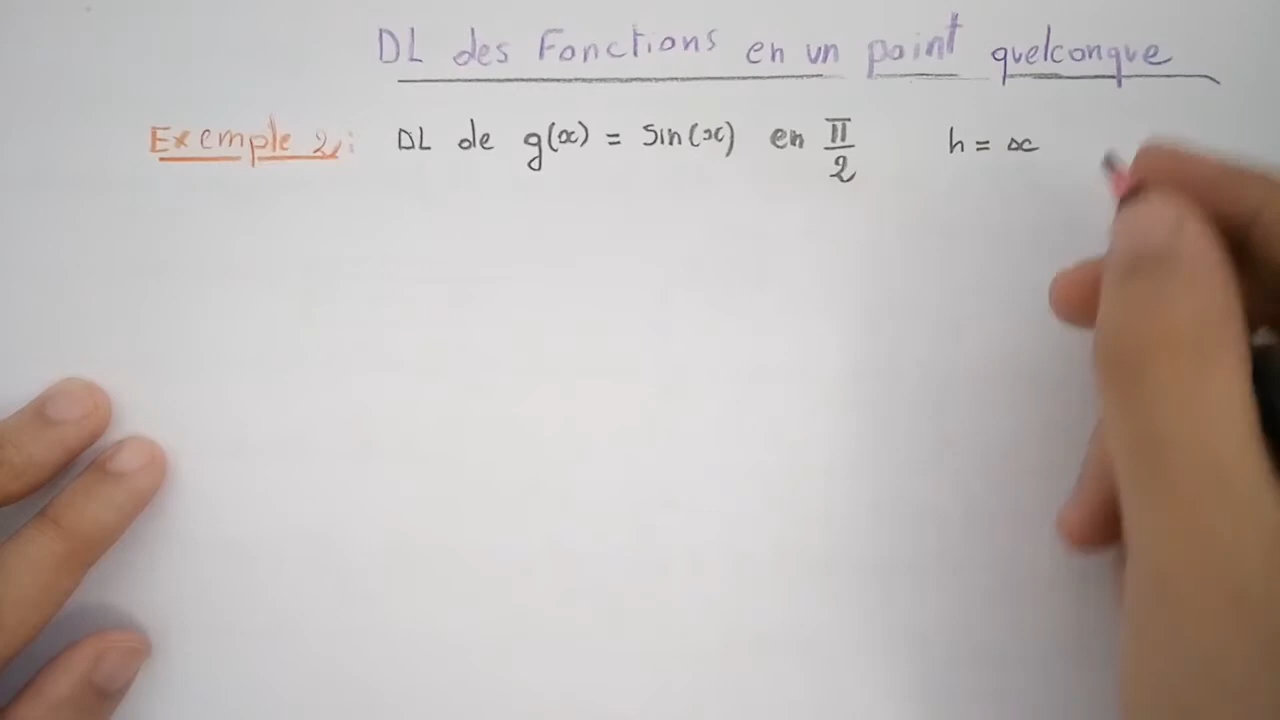 DL des Fonctions en un point quelconque
Exemple 2: DL de g(x) = Sin(x) en π/2 h = x